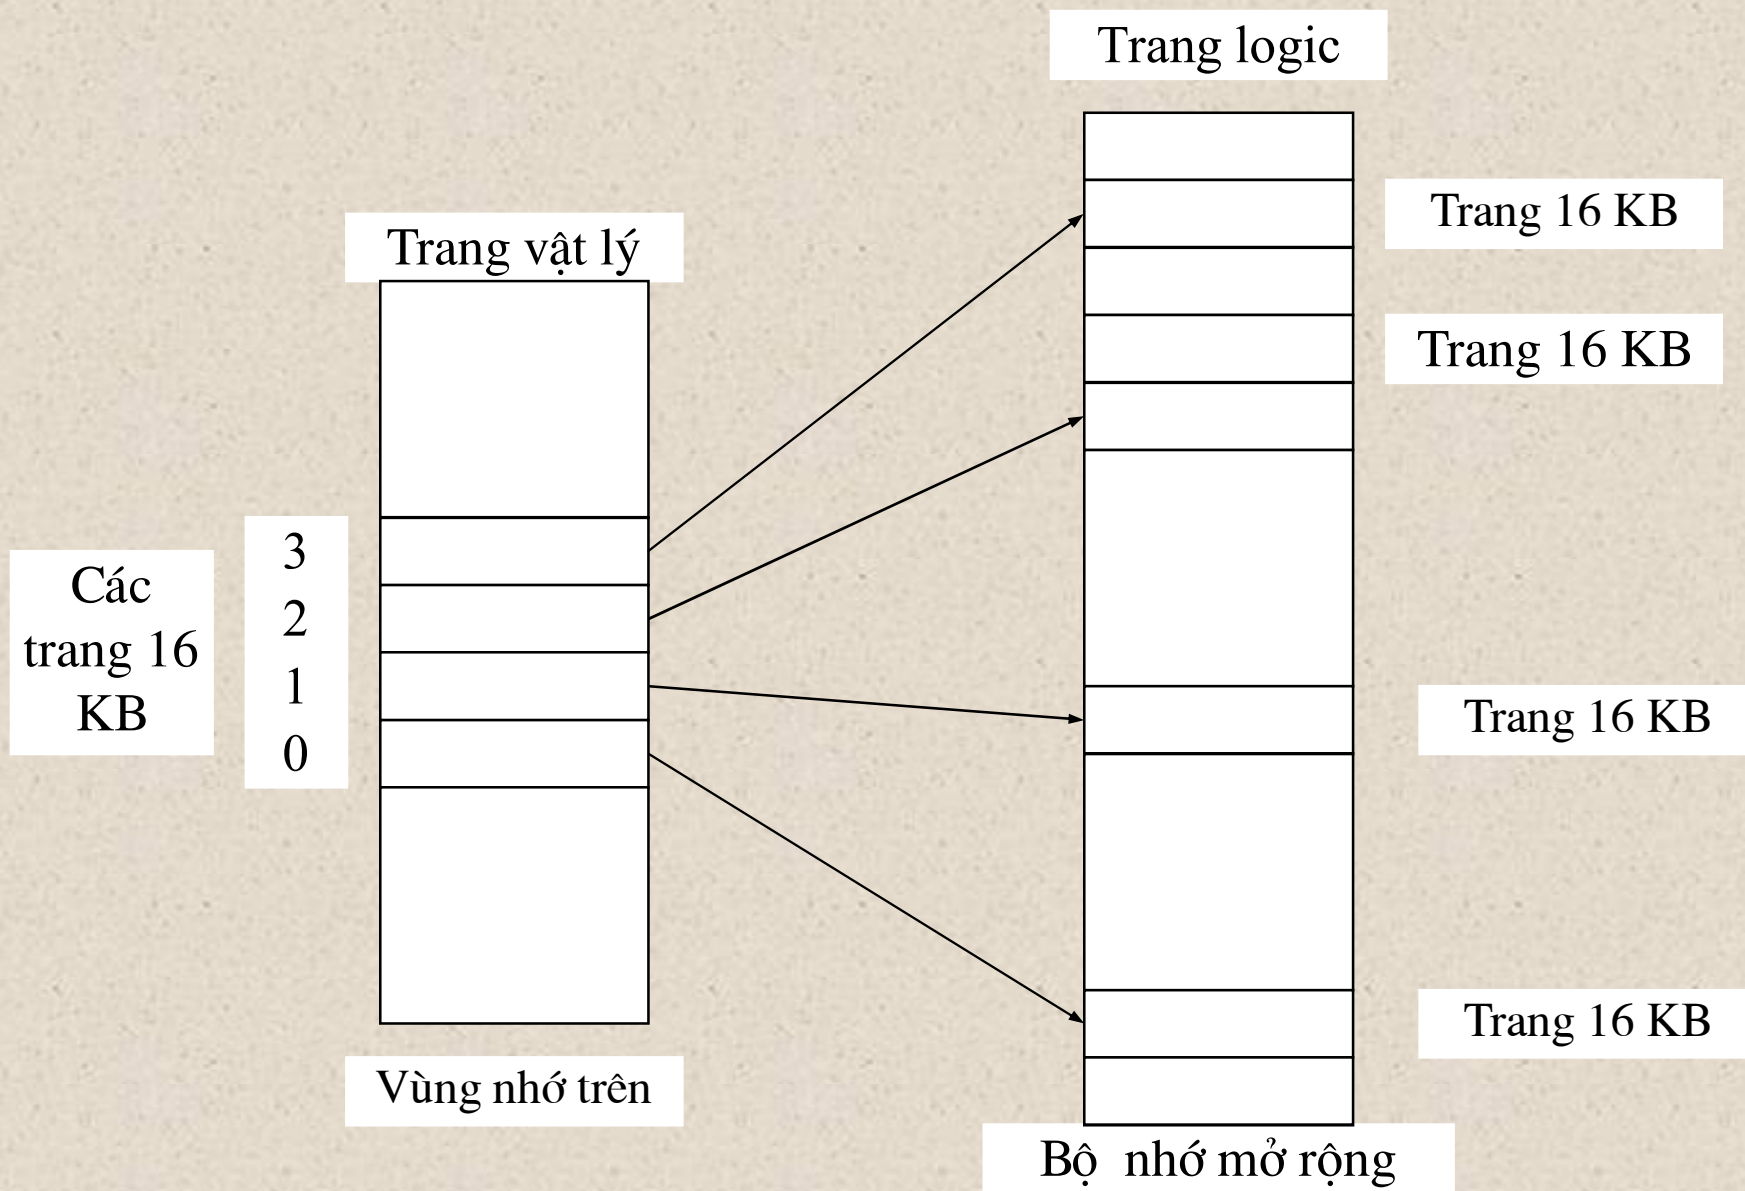 Trang logic
Trang 16 KB
Trang vật lý
Trang 16 KB
Các
trang 16
KB
3
2
1
0
Trang 16 KB
Trang 16 KB
Vùng nhớ trên
Bộ nhớ mở rộng